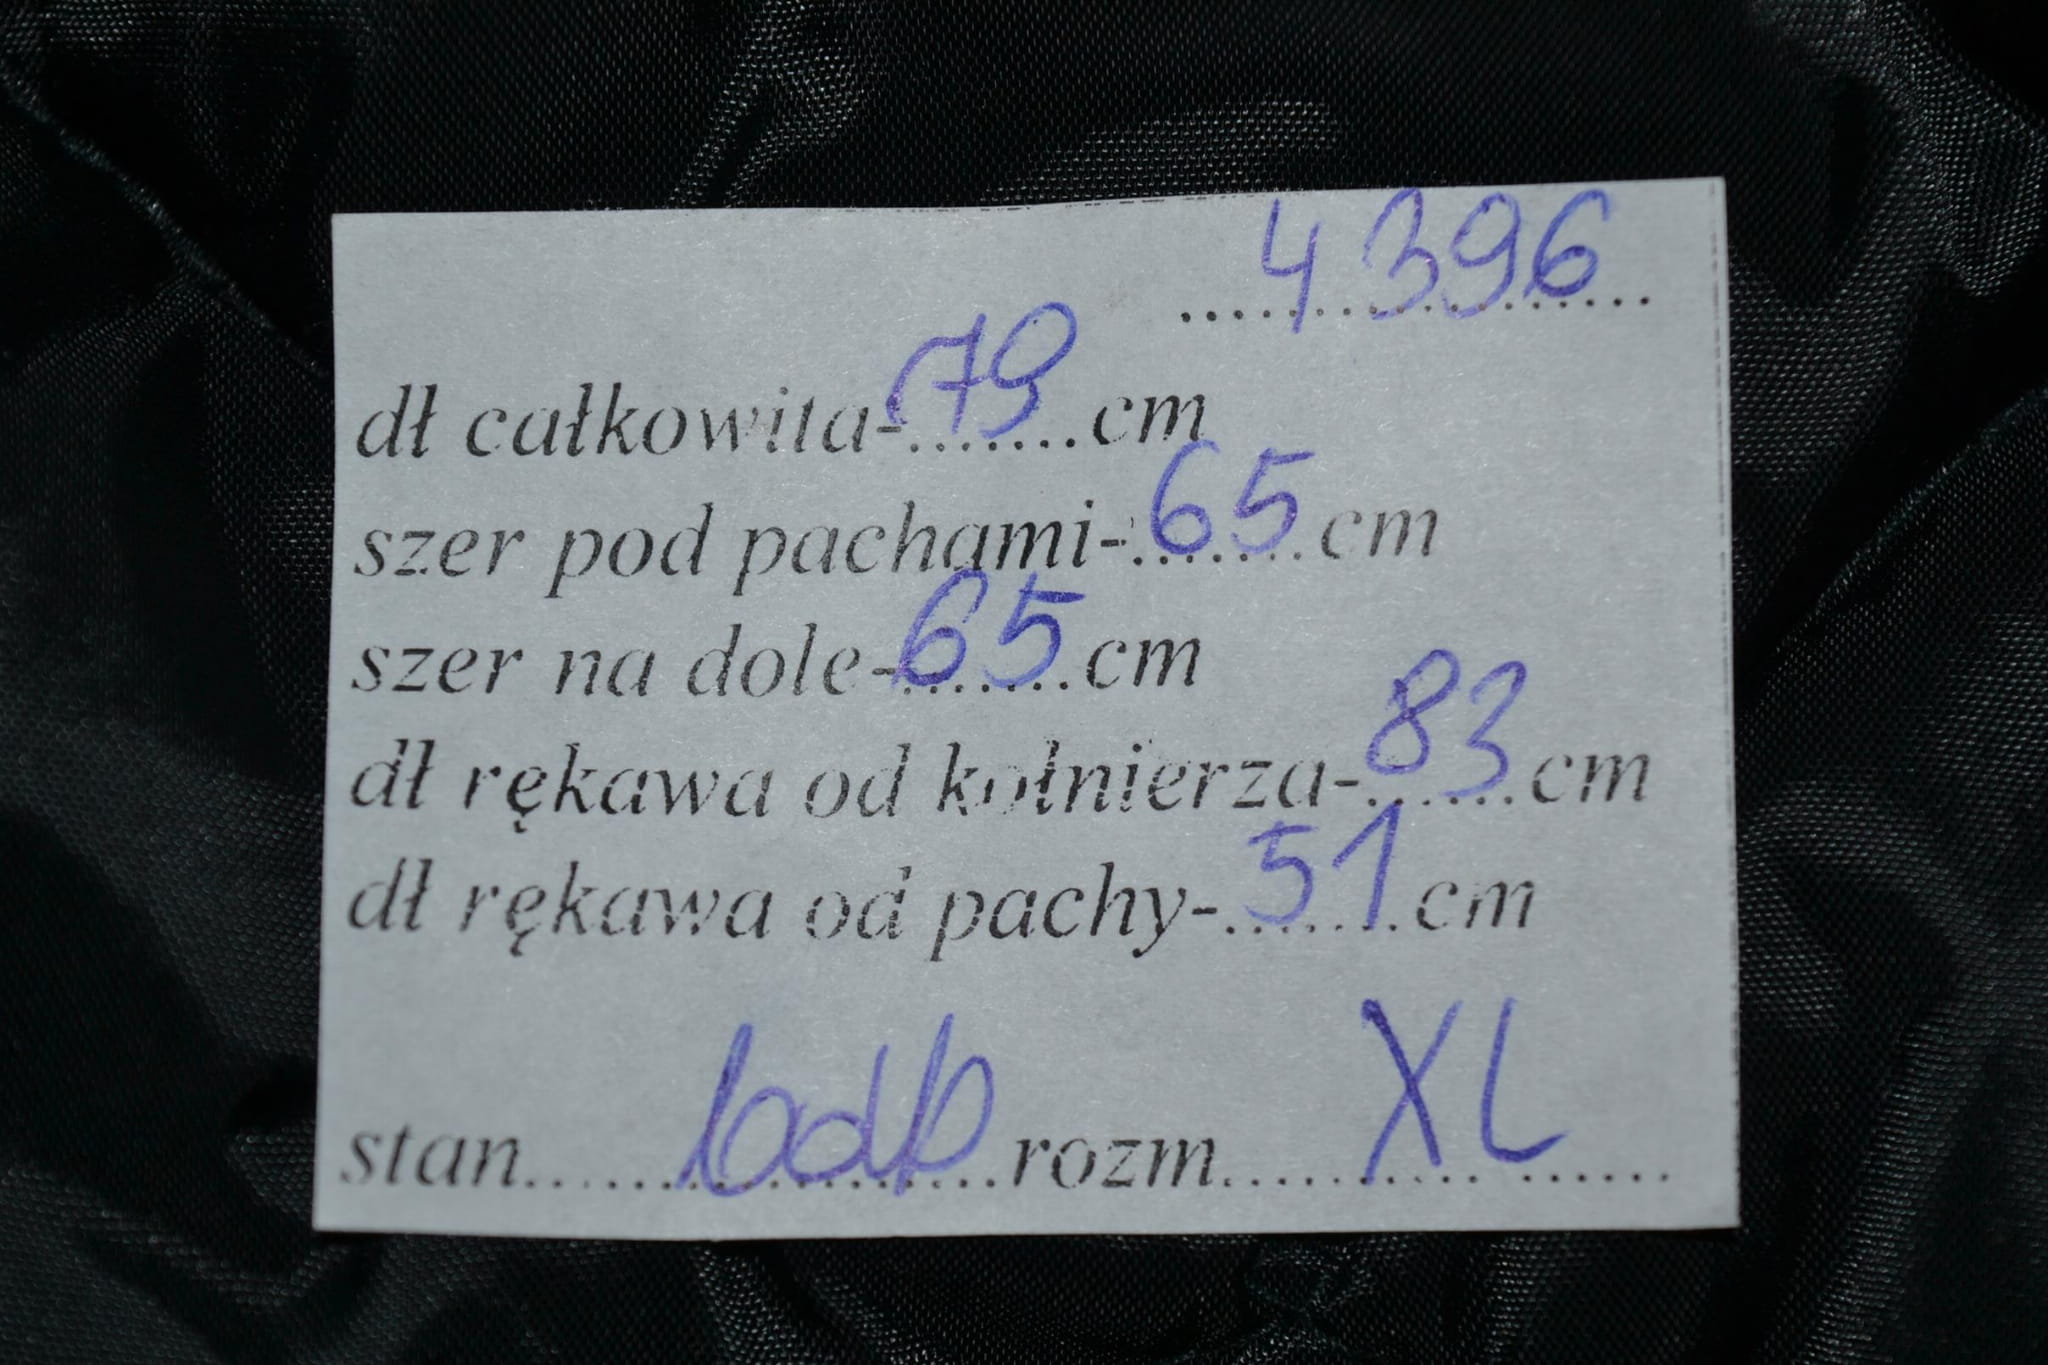 4396
dł całkowita-79.......cm
szer pod pachami-65.......cm
szer na dole-65.......cm
dł rękawa od kołnierza-83.......cm
dł rękawa od pachy-51.......cm
stan......bdb......rozm......XL......